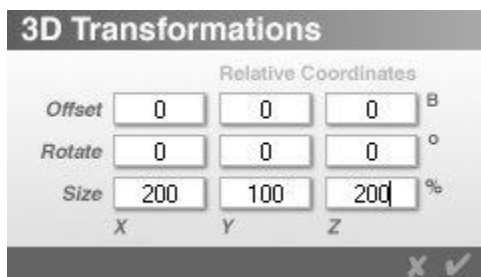 3D Transformations
Relative Coordinates
Offset 0 0 0 B
Rotate 0 0 0 °
Size 200 100 200 %
X Y Z